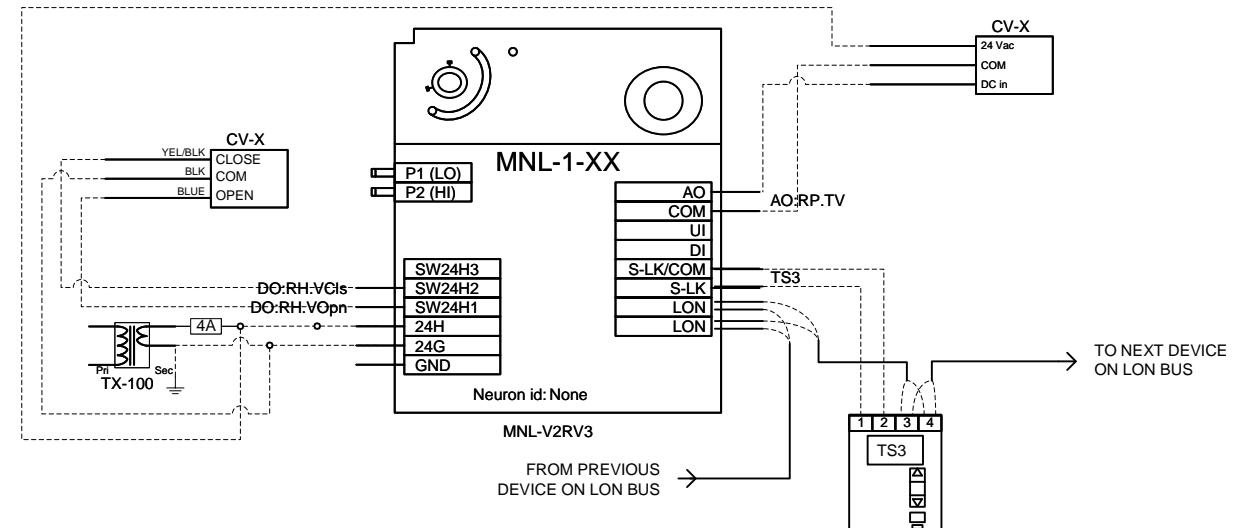 CV-X
24 Vac
COM
DC in
CV-X
YEL/BLK CLOSE
BLK COM
BLUE OPEN
MNL-1-XX
P1 (LO)
P2 (HI)
AO
AO:RP.TV
COM
UI
DI
S-LK/COM
TS3
S-LK
LON
LON
SW24H3
DO:RH.VCls SW24H2
DO:RH.VOpn SW24H1
4A
24H
24G
GND
Pri
Sec
TX-100
Neuron id: None
MNL-V2RV3
TO NEXT DEVICE
ON LON BUS
FROM PREVIOUS
DEVICE ON LON BUS
1 2 3 4
TS3